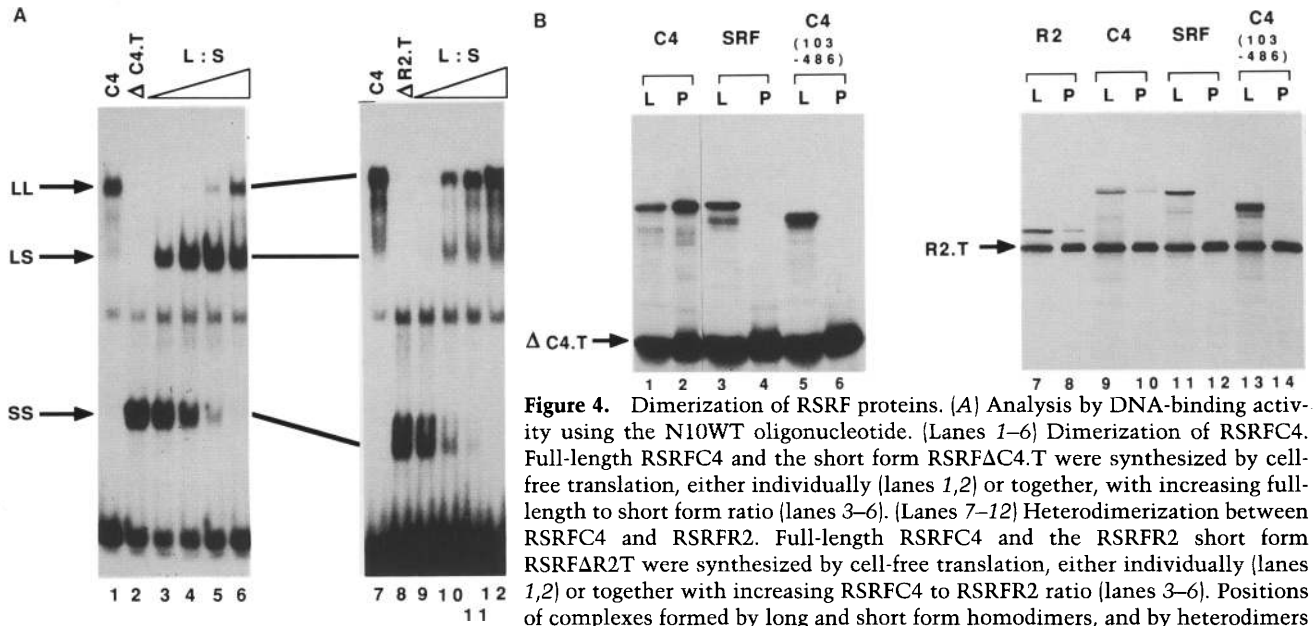 A
C4
Δ C4.T
L : S
C4
Δ R2.T
L : S
LL
LS
SS
1 2 3 4 5 6
7 8 9 10 11 12
B
C4 SRF C4
(103
-486)
L P L P L P
Δ C4.T
1 2 3 4 5 6
R2 C4 SRF C4
(103
-486)
L P L P L P L P
R2.T
7 8 9 10 11 12 13 14
Figure 4. Dimerization of RSRF proteins. (A) Analysis by DNA-binding activ-
ity using the N10WT oligonucleotide. (Lanes 1–6) Dimerization of RSRFC4.
Full-length RSRFC4 and the short form RSRFΔC4.T were synthesized by cell-
free translation, either individually (lanes 1,2) or together, with increasing full-
length to short form ratio (lanes 3–6). (Lanes 7–12) Heterodimerization between
RSRFC4 and RSRFR2. Full-length RSRFC4 and the RSRFR2 short form
RSRFΔR2T were synthesized by cell-free translation, either individually (lanes
1,2) or together with increasing RSRFC4 to RSRFR2 ratio (lanes 3–6). Positions
of complexes formed by long and short form homodimers, and by heterodimers